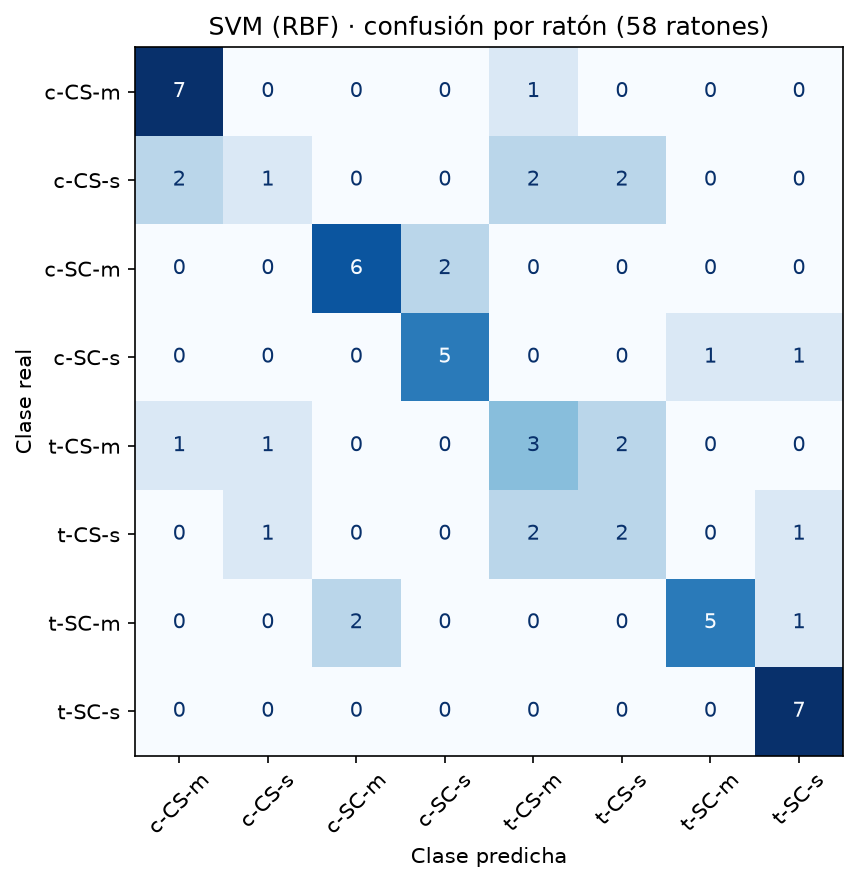 SVM (RBF) · confusión por ratón (58 ratones)
Clase real
c-CS-m 7 0 0 0 1 0 0 0
c-CS-s 2 1 0 0 2 2 0 0
c-SC-m 0 0 6 2 0 0 0 0
c-SC-s 0 0 0 5 0 0 1 1
t-CS-m 1 1 0 0 3 2 0 0
t-CS-s 0 1 0 0 2 2 0 1
t-SC-m 0 0 2 0 0 0 5 1
t-SC-s 0 0 0 0 0 0 0 7
c-CS-m c-CS-s c-SC-m c-SC-s t-CS-m t-CS-s t-SC-m t-SC-s
Clase predicha